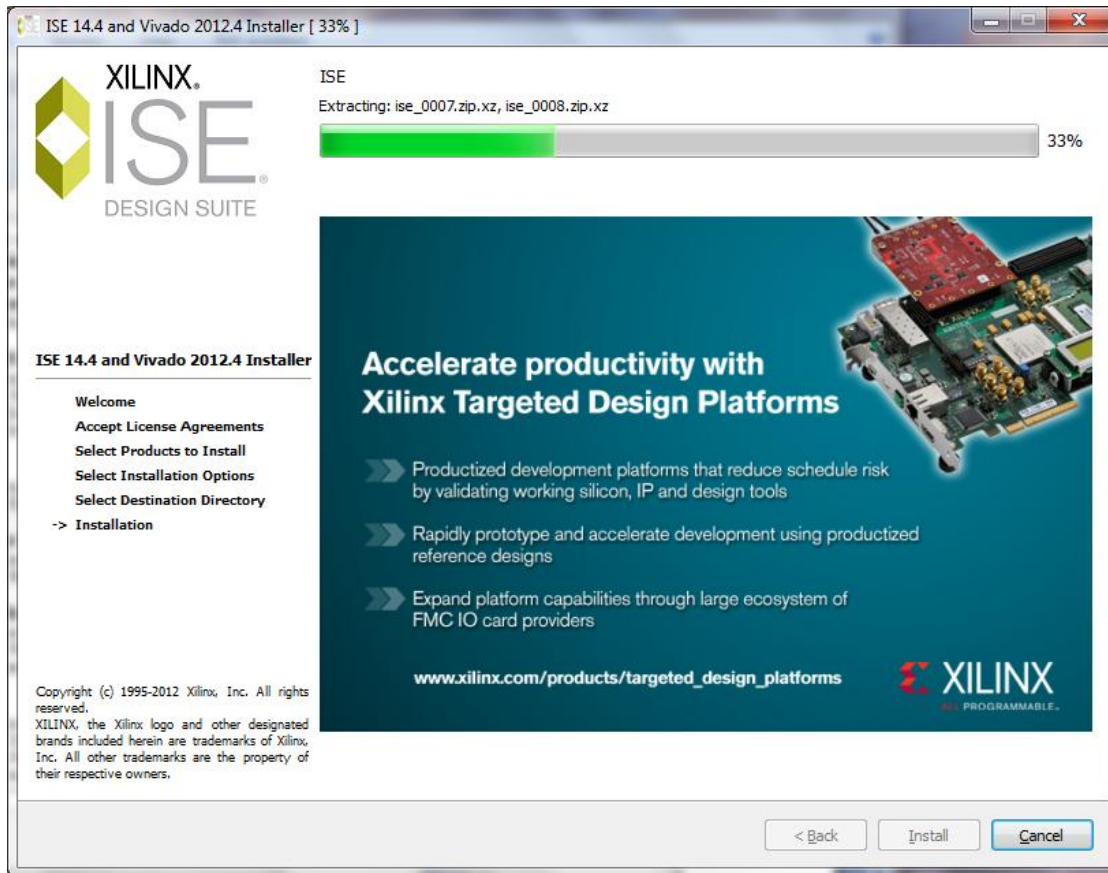 ISE 14.4 and Vivado 2012.4 Installer [ 33% ]
XILINX®
ISE®
DESIGN SUITE
ISE 14.4 and Vivado 2012.4 Installer
Welcome
Accept License Agreements
Select Products to Install
Select Installation Options
Select Destination Directory
-> Installation
Copyright (c) 1995-2012 Xilinx, Inc. All rights
reserved.
XILINX, the Xilinx logo and other designated
brands included herein are trademarks of Xilinx,
Inc. All other trademarks are the property of
their respective owners.
ISE
Extracting: ise_0007.zip.xz, ise_0008.zip.xz
33%
Accelerate productivity with
Xilinx Targeted Design Platforms
Productized development platforms that reduce schedule risk
by validating working silicon, IP and design tools
Rapidly prototype and accelerate development using productized
reference designs
Expand platform capabilities through large ecosystem of
FMC IO card providers
www.xilinx.com/products/targeted_design_platforms
XILINX
ALL PROGRAMMABLE™
< Back
Install
Cancel